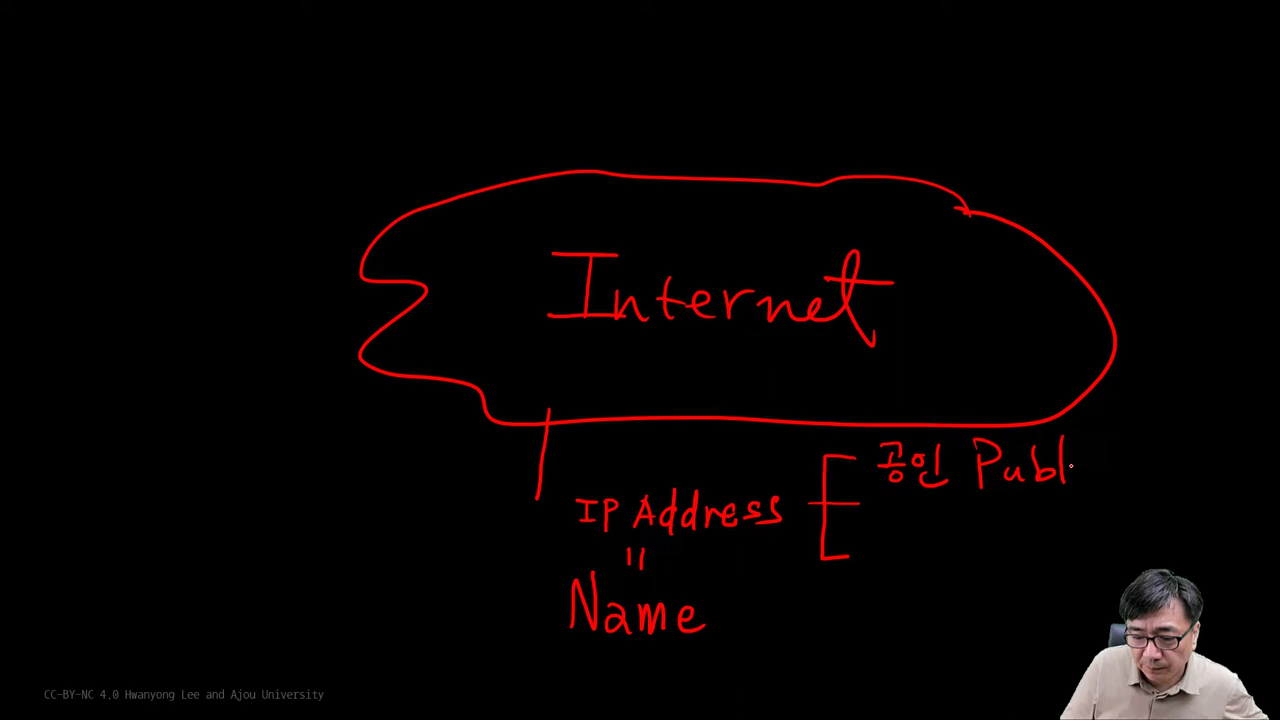 Internet
공인 Publ
IP Address
=
Name
CC-BY-NC 4.0 Hwanyong Lee and Ajou University